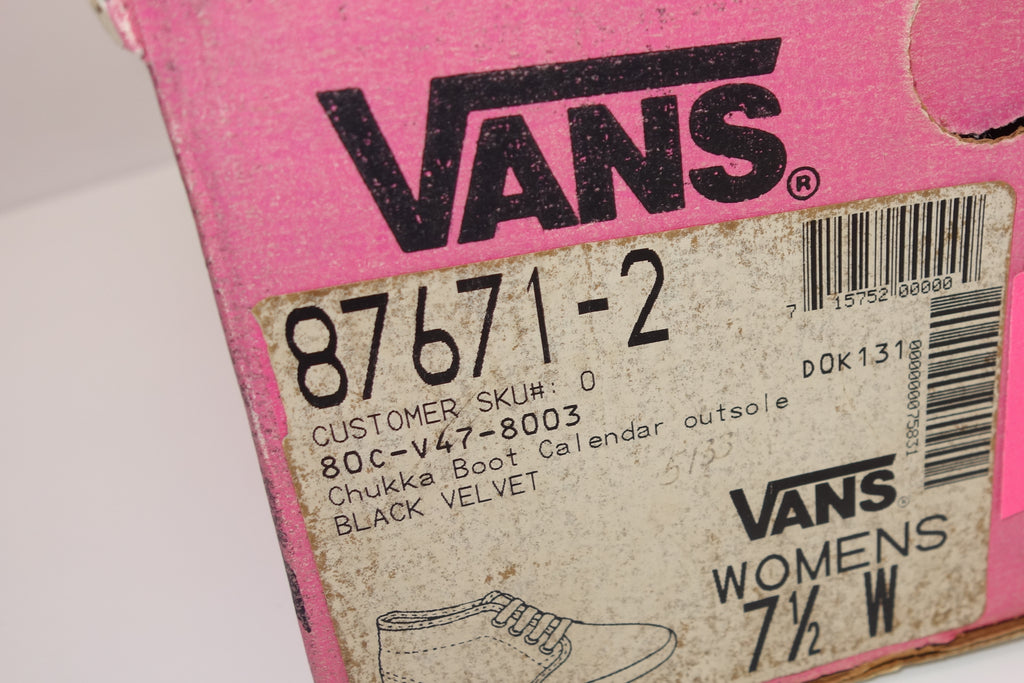 VANS®
87671-2
7 15752 00000
CUSTOMER SKU#: 0
DOK131
80C-V47-8003
Chukka Boot Calendar outsole
BLACK VELVET
5133
VANS
WOMENS
7½ W